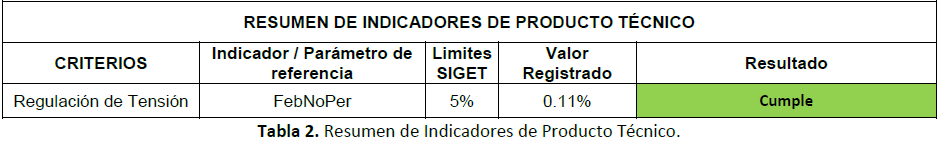 RESUMEN DE INDICADORES DE PRODUCTO TÉCNICO
CRITERIOS
Indicador / Parámetro de
referencia
Limites
SIGET
Valor
Registrado
Resultado
Regulación de Tensión
FebNoPer
5%
0.11%
Cumple
Tabla 2. Resumen de Indicadores de Producto Técnico.